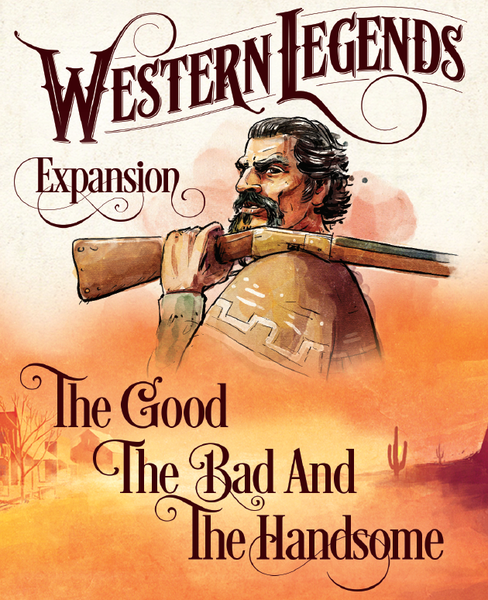 Western Legends
Expansion
The Good
The Bad And
The Handsome